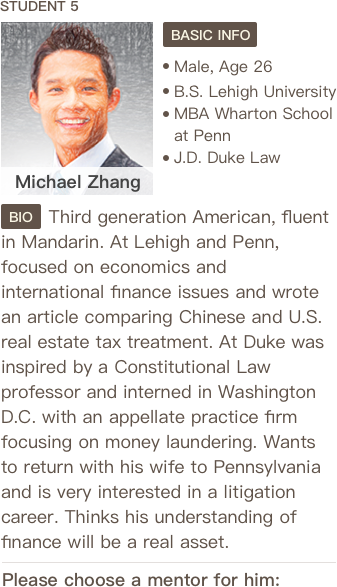 STUDENT 5
BASIC INFO
• Male, Age 26
• B.S. Lehigh University
• MBA Wharton School
at Penn
• J.D. Duke Law
Michael Zhang
BIO Third generation American, fluent
in Mandarin. At Lehigh and Penn,
focused on economics and
international finance issues and wrote
an article comparing Chinese and U.S.
real estate tax treatment. At Duke was
inspired by a Constitutional Law
professor and interned in Washington
D.C. with an appellate practice firm
focusing on money laundering. Wants
to return with his wife to Pennsylvania
and is very interested in a litigation
career. Thinks his understanding of
finance will be a real asset.
Please choose a mentor for him: